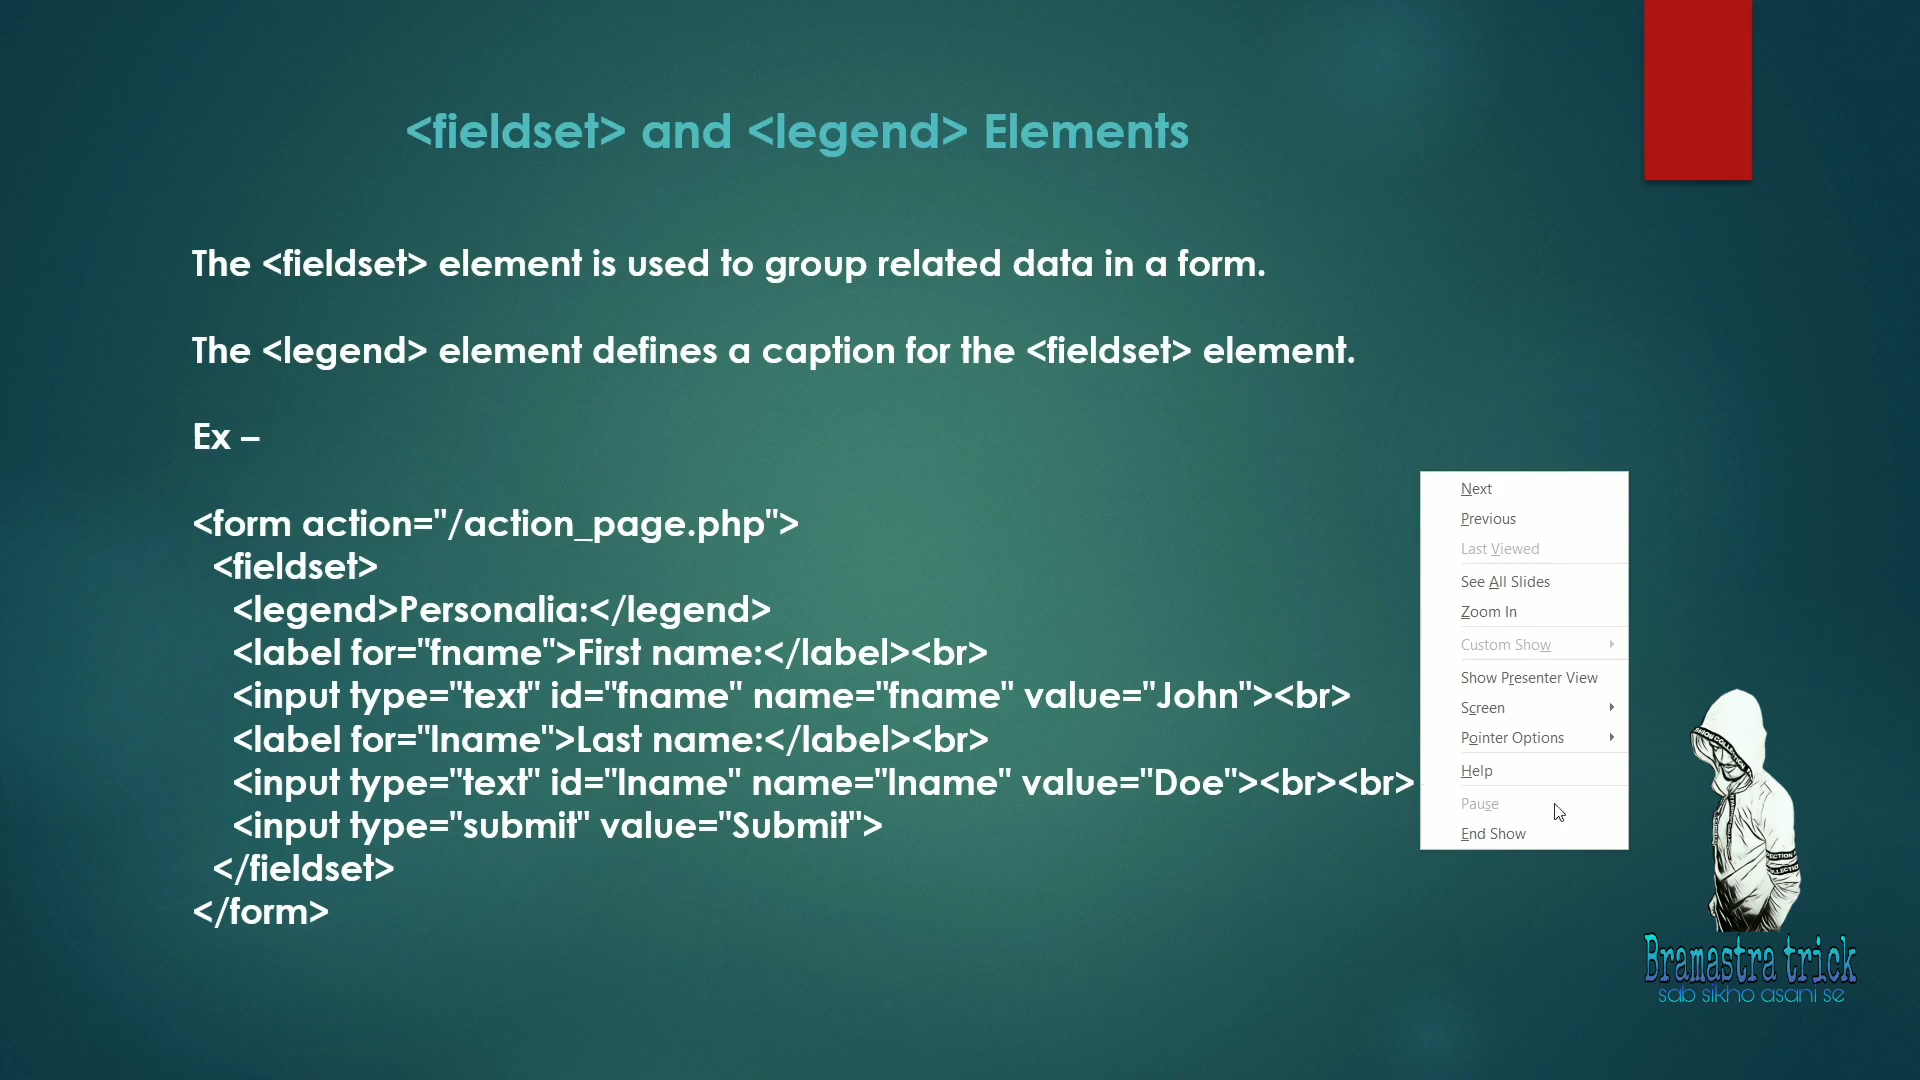 <fieldset> and <legend> Elements
The <fieldset> element is used to group related data in a form.
The <legend> element defines a caption for the <fieldset> element.
Ex –
<form action="/action_page.php">
<fieldset>
<legend>Personalia:</legend>
<label for="fname">First name:</label><br>
<input type="text" id="fname" name="fname" value="John"><br>
<label for="lname">Last name:</label><br>
<input type="text" id="lname" name="lname" value="Doe"><br><br>
<input type="submit" value="Submit">
</fieldset>
</form>
Next
Previous
Last Viewed
See All Slides
Zoom In
Custom Show
Show Presenter View
Screen
Pointer Options
Help
Pause
End Show
Bramastra trick
sab sikho asani se